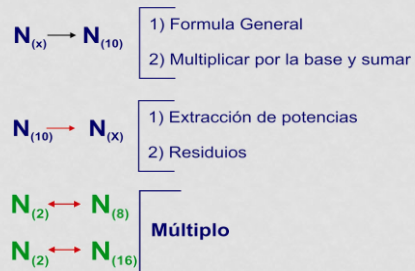 N(x) → N(10)
1) Formula General
2) Multiplicar por la base y sumar
N(10) → N(X)
1) Extracción de potencias
2) Residuios
N(2) ↔ N(8)
N(2) ↔ N(16)
Múltiplo